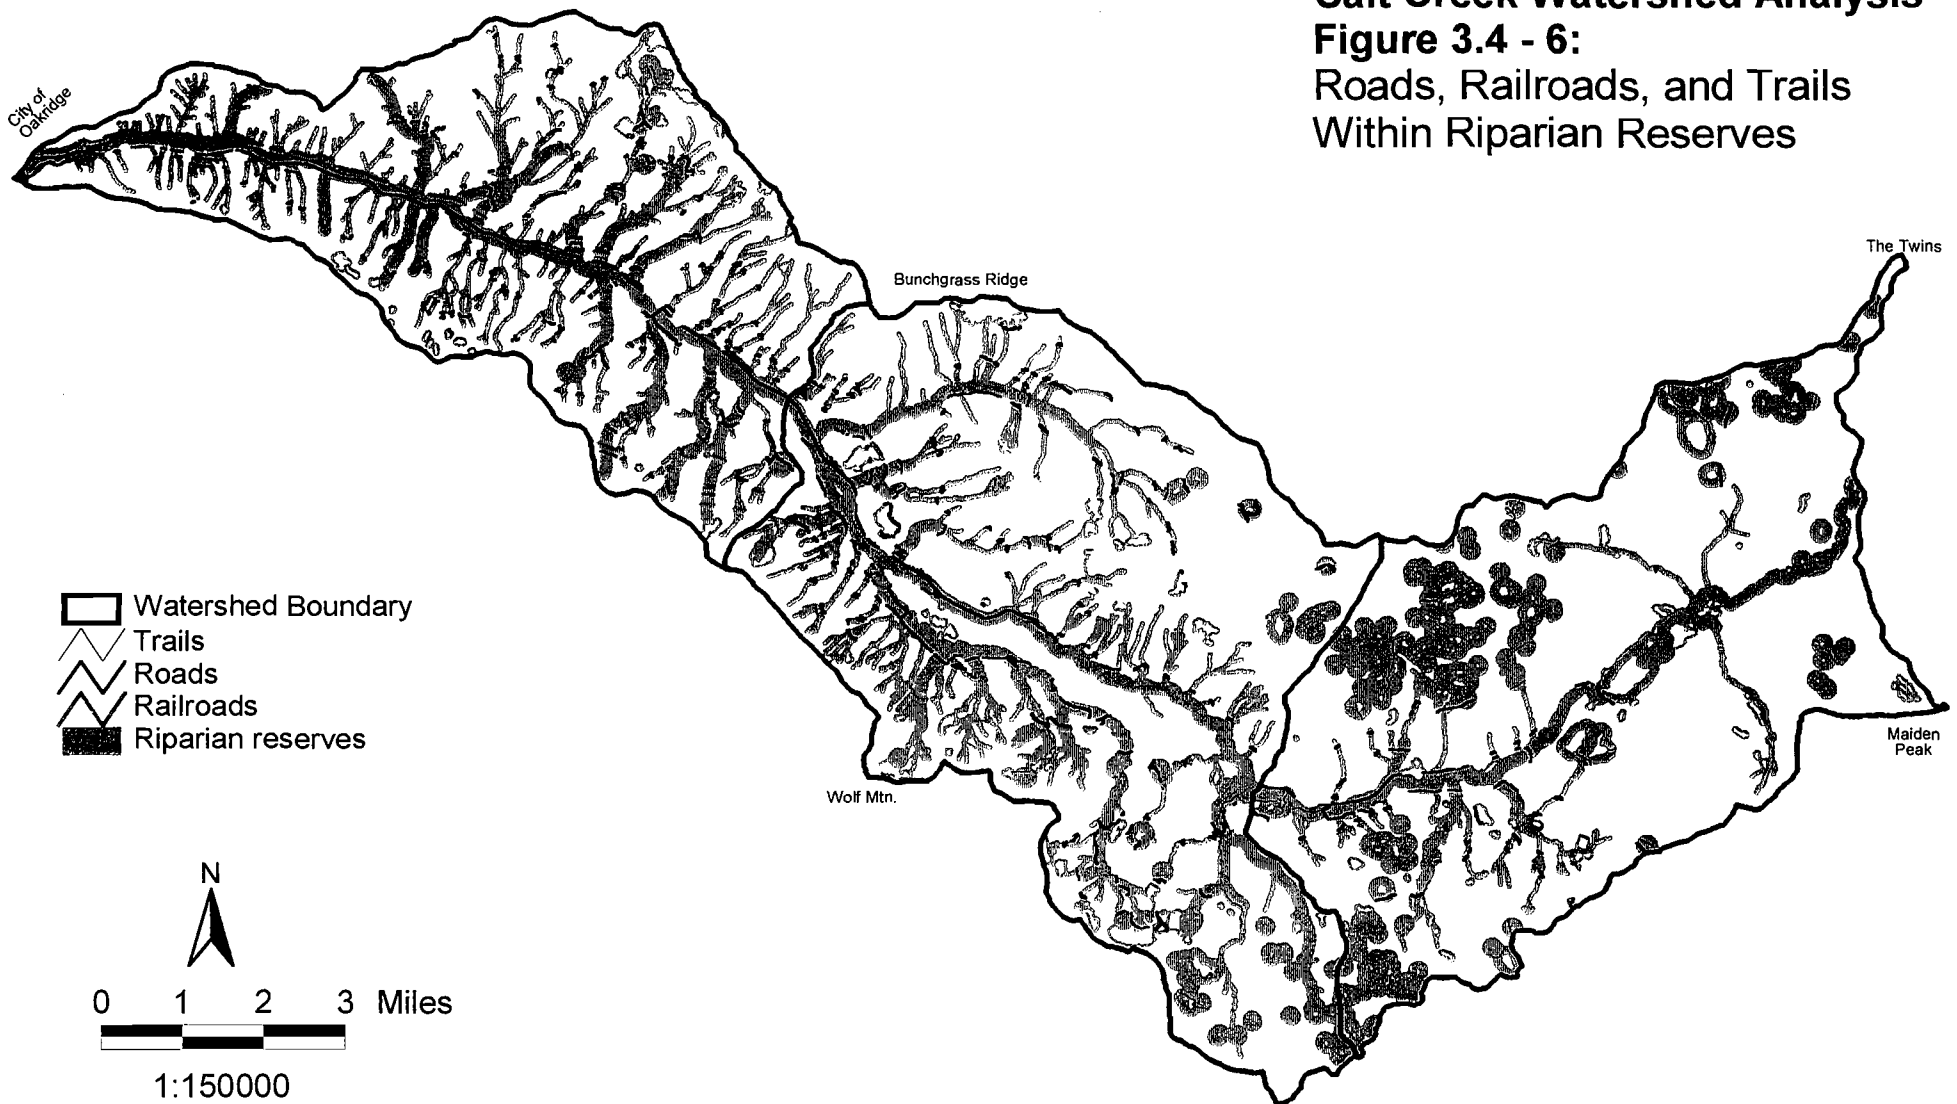 Salt Creek Watershed Analysis
Figure 3.4 - 6:
Roads, Railroads, and Trails
Within Riparian Reserves
City of
Oakridge
The Twins
Bunchgrass Ridge
Watershed Boundary
Trails
Roads
Railroads
Riparian reserves
Maiden
Peak
Wolf Mtn.
N
0 1 2 3 Miles
1:150000